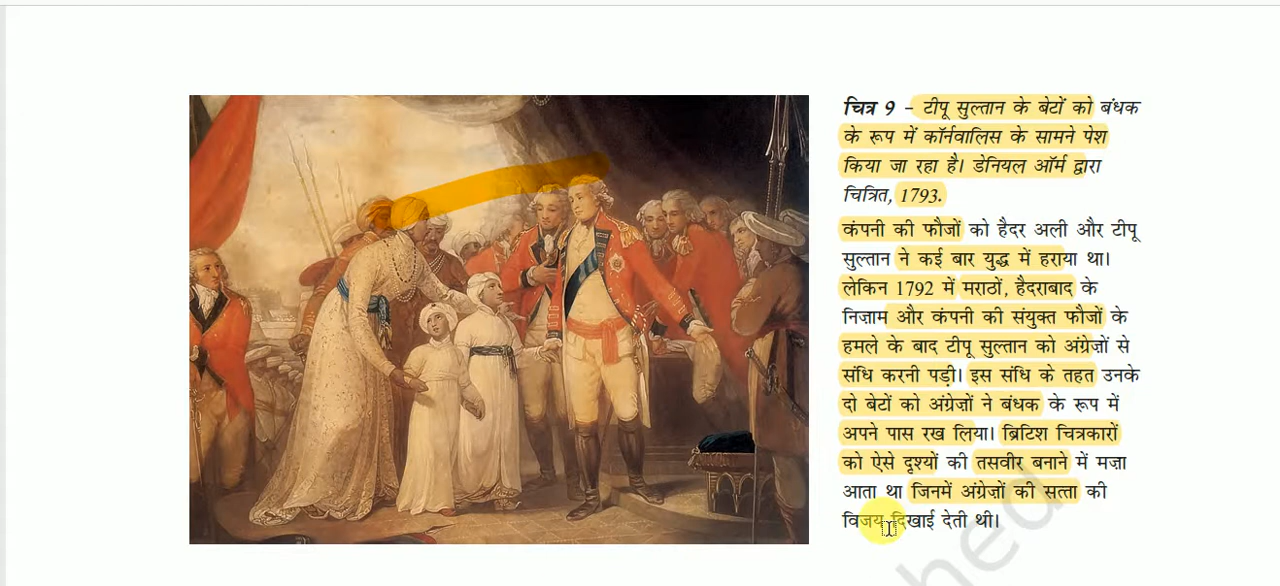 चित्र 9 – टीपू सुल्तान के बेटों को बंधक
के रूप में कॉर्नवालिस के सामने पेश
किया जा रहा है। डेनियल ऑर्म द्वारा
चित्रित, 1793.
कंपनी की फौजों को हैदर अली और टीपू
सुल्तान ने कई बार युद्ध में हराया था।
लेकिन 1792 में मराठों, हैदराबाद के
निज़ाम और कंपनी की संयुक्त फौजों के
हमले के बाद टीपू सुल्तान को अंग्रेज़ों से
संधि करनी पड़ी। इस संधि के तहत उनके
दो बेटों को अंग्रेज़ों ने बंधक के रूप में
अपने पास रख लिया। ब्रिटिश चित्रकारों
को ऐसे दृश्यों की तसवीर बनाने में मज़ा
आता था जिनमें अंग्रेज़ों की सत्ता की
विजय दिखाई देती थी।
hed